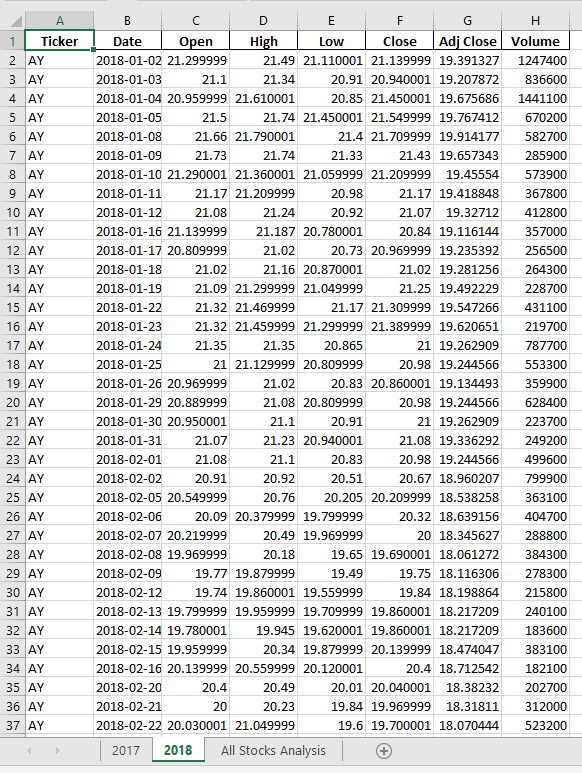 A B C D E F G H
1 Ticker Date Open High Low Close Adj Close Volume
2 AY 2018-01-02 21.299999 21.49 21.110001 21.139999 19.391327 1247400
3 AY 2018-01-03 21.1 21.34 20.91 20.940001 19.207872 836600
4 AY 2018-01-04 20.959999 21.610001 20.85 21.450001 19.675686 1441100
5 AY 2018-01-05 21.5 21.74 21.450001 21.549999 19.767412 670200
6 AY 2018-01-08 21.66 21.790001 21.4 21.709999 19.914177 582700
7 AY 2018-01-09 21.73 21.74 21.33 21.43 19.657343 285900
8 AY 2018-01-10 21.290001 21.360001 21.059999 21.209999 19.45554 573900
9 AY 2018-01-11 21.17 21.209999 20.98 21.17 19.418848 367800
10 AY 2018-01-12 21.08 21.24 20.92 21.07 19.32712 412800
11 AY 2018-01-16 21.139999 21.187 20.780001 20.84 19.116144 357000
12 AY 2018-01-17 20.809999 21.02 20.73 20.969999 19.235392 256500
13 AY 2018-01-18 21.02 21.16 20.870001 21.02 19.281256 264300
14 AY 2018-01-19 21.09 21.299999 21.049999 21.25 19.492229 228700
15 AY 2018-01-22 21.32 21.469999 21.17 21.309999 19.547266 431100
16 AY 2018-01-23 21.32 21.459999 21.299999 21.389999 19.620651 219700
17 AY 2018-01-24 21.35 21.35 20.865 21 19.262909 787700
18 AY 2018-01-25 21 21.129999 20.809999 20.98 19.244566 553300
19 AY 2018-01-26 20.969999 21.02 20.83 20.860001 19.134493 359900
20 AY 2018-01-29 20.889999 21.08 20.809999 20.98 19.244566 628400
21 AY 2018-01-30 20.950001 21.1 20.91 21 19.262909 223700
22 AY 2018-01-31 21.07 21.23 20.940001 21.08 19.336292 249200
23 AY 2018-02-01 21.08 21.1 20.83 20.98 19.244566 499600
24 AY 2018-02-02 20.91 20.92 20.51 20.67 18.960207 799900
25 AY 2018-02-05 20.549999 20.76 20.205 20.209999 18.538258 363100
26 AY 2018-02-06 20.09 20.379999 19.799999 20.32 18.639156 404700
27 AY 2018-02-07 20.219999 20.49 19.969999 20 18.345627 288800
28 AY 2018-02-08 19.969999 20.18 19.65 19.690001 18.061272 384300
29 AY 2018-02-09 19.77 19.879999 19.49 19.75 18.116306 278300
30 AY 2018-02-12 19.74 19.860001 19.559999 19.84 18.198864 215800
31 AY 2018-02-13 19.799999 19.959999 19.709999 19.860001 18.217209 240100
32 AY 2018-02-14 19.780001 19.945 19.620001 19.860001 18.217209 183600
33 AY 2018-02-15 19.959999 20.34 19.879999 20.139999 18.474047 383100
34 AY 2018-02-16 20.139999 20.559999 20.120001 20.4 18.712542 182100
35 AY 2018-02-20 20.4 20.49 20.01 20.040001 18.38232 202700
36 AY 2018-02-21 20 20.23 19.84 19.969999 18.31811 312000
37 AY 2018-02-22 20.030001 21.049999 19.6 19.700001 18.070444 523200
2017 2018 All Stocks Analysis